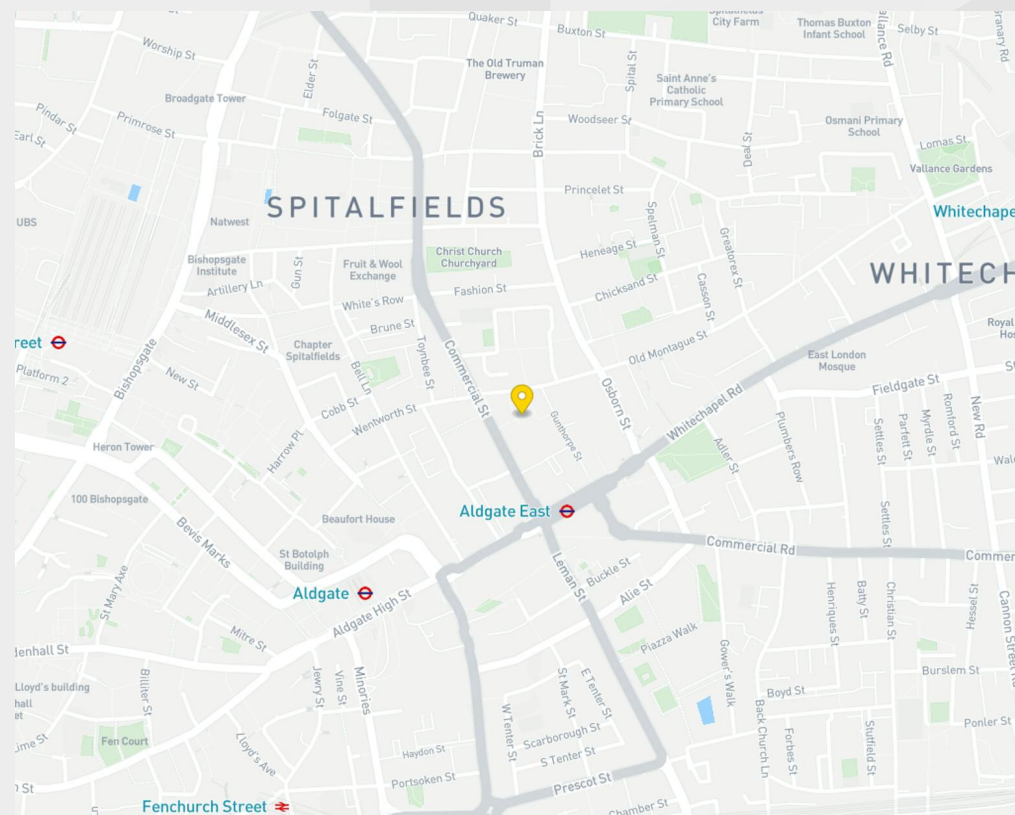 Quaker St
Spitalfields
City Farm
Thomas Buxton
Infant School
Selby St
Granary Rd
Buxton St
allance Rd
Worship St
Elder St
The Old Truman
Brewery
Spital St
Saint Anne's
Catholic
Primary School
Broadgate Tower
Folgate St
Pindar St
Primrose St
Earl St
Brick Ln
Woodseer St
Deal St
Osmani Primary
School
Lomas St
Vallance Gardens
Princelet St
SPITALFIELDS
Whitechape
UBS
Natwest
Spelman St
Greatorex St
Bishopsgate
Institute
Gun St
Fruit & Wool
Exchange
Christ Church
Churchyard
Heneage St
WHITECH
Artillery Ln
Fashion St
Chicksand St
Casson St
White's Row
Middlesex St
Brune St
Royal
Hos
reet
Chapter
Spitalfields
Toynbee St
Commercial St
Old Montague St
East London
Mosque
Platform 2
Bishopsgate
New St
Bell Ln
Osborn St
Fieldgate St
St
Cobb St
Wentworth St
Gunthorpe St
Whitechapel Rd
Plumbers Row
Settles St
Parfett St
Myrdle St
Romford St
New Rd
Heron Tower
Harrow Pl
Adler St
Wal
100 Bishopsgate
Aldgate East
Settles St
Beaufort House
Bevis Marks
Commercial Rd
Commer
St Botolph
Building
Leman St
Buckle St
Alie St
St Mary Axe
Aldgate
Aldgate High St
Henriques St
Batty St
Christian St
Hessel St
Cannon Street R
Mitre St
Piazza Walk
Gower's Walk
denhall St
Burslem St
Lloyd's building
hall
et
Billiter St
Jewry St
Vine St
Minories
St Mark St
E Tenter St
Boyd St
W Tenter St
Back Church Ln
Forbes St
Stutfield St
Ponler St
Lime St
Fen Court
Lloyd's Ave
Haydon St
Scarborough St
S Tenter St
Portsoken St
Prescot St
St
Fenchurch Street
Chamber St